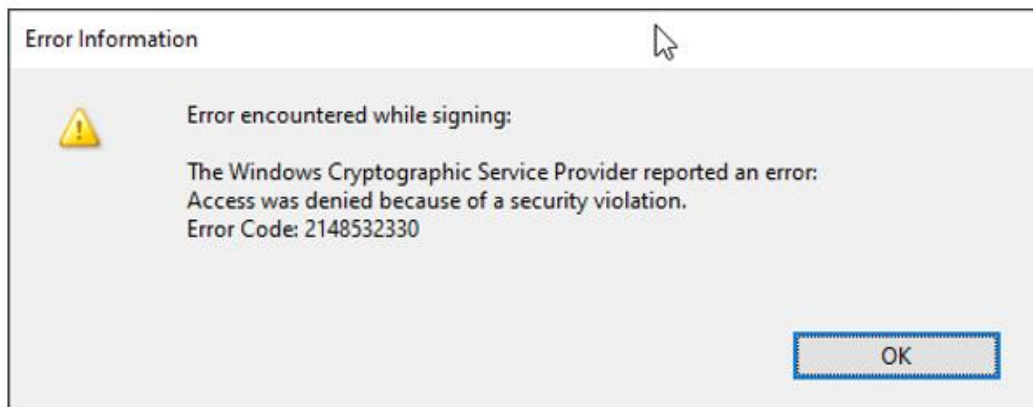 Error Information
Error encountered while signing:
The Windows Cryptographic Service Provider reported an error:
Access was denied because of a security violation.
Error Code: 2148532330
OK